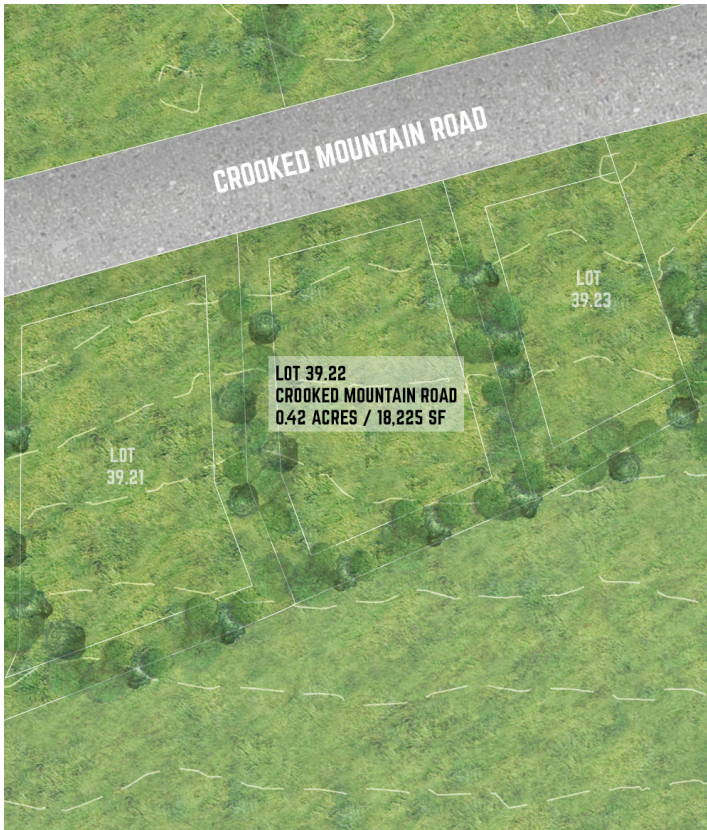 CROOKED MOUNTAIN ROAD
LOT
39.23
LOT 39.22
CROOKED MOUNTAIN ROAD
0.42 ACRES / 18,225 SF
LOT
39.21